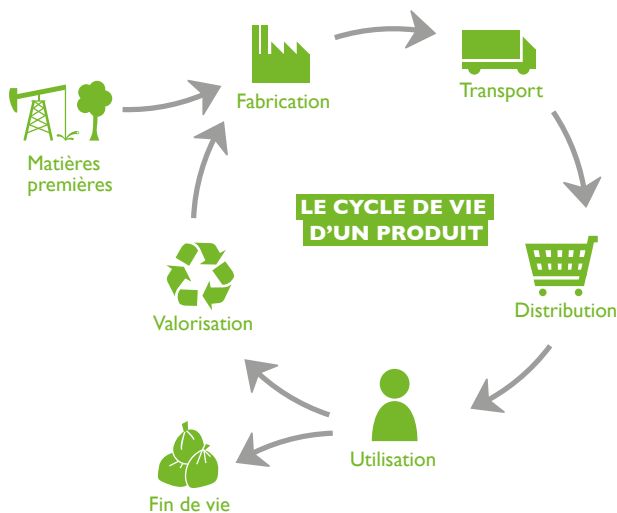 Fabrication
Transport
Matières
premières
LE CYCLE DE VIE
D'UN PRODUIT
Distribution
Valorisation
Utilisation
Fin de vie